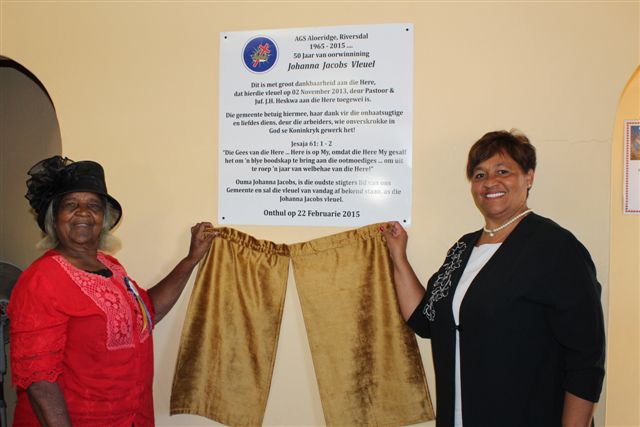 AGS Aloeridge, Riversdal
1965 - 2015 ....
50 Jaar van oorwinnining
Johanna Jacobs Vleuel
Dit is met groot dankbaarheid aan die Here,
dat hierdie vleuel op 02 November 2013, deur Pastoor &
Juf. J.H. Heskwa aan die Here toegewei is.
Die gemeente betuig hiermee, haar dank vir die onbaatsugtige
en liefdes diens, deur die arbeiders, wie onverskrokke in
God se Koninkryk gewerk het!
Jesaja 61: 1 - 2
"Die Gees van die Here ... Here is op My, omdat die Here My gesalf
het om 'n blye boodskap te bring aan die ootmoediges ... om uit
te roep 'n jaar van welbehae van die Here!"
Ouma Johanna Jacobs, is die oudste stigters lid van ons
Gemeente en sal die vleuel van vandag af bekend staan, as die
Johanna Jacobs vleuel.
Onthul op 22 Februarie 2015